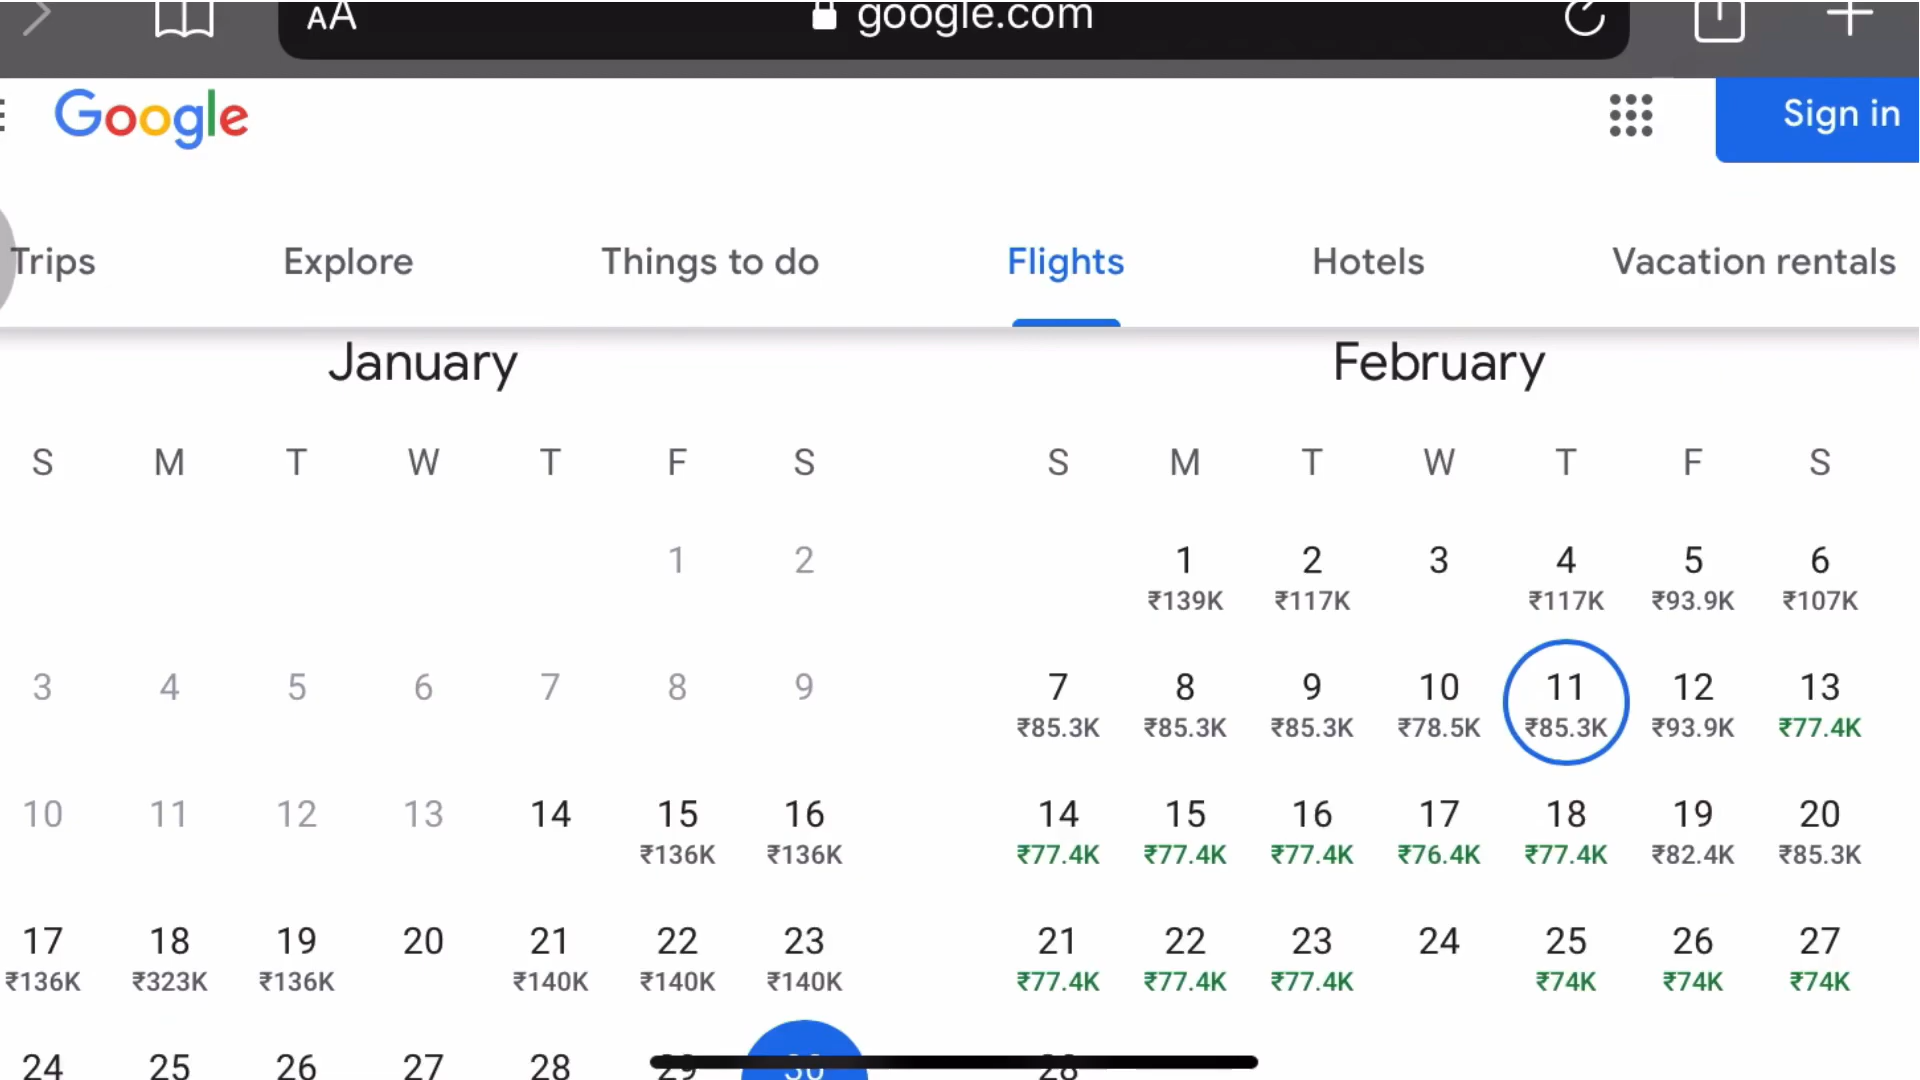 AA google.com
Google Sign in
Trips Explore Things to do Flights Hotels Vacation rentals
January
S M T W T F S
1 2
3 4 5 6 7 8 9
10 11 12 13 14 15 16
₹136K ₹136K
17 18 19 20 21 22 23
₹136K ₹323K ₹136K ₹140K ₹140K ₹140K
24 25 26 27 28 29 30
February
S M T W T F S
1 2 3 4 5 6
₹139K ₹117K ₹117K ₹93.9K ₹107K
7 8 9 10 11 12 13
₹85.3K ₹85.3K ₹85.3K ₹78.5K ₹85.3K ₹93.9K ₹77.4K
14 15 16 17 18 19 20
₹77.4K ₹77.4K ₹77.4K ₹76.4K ₹77.4K ₹82.4K ₹85.3K
21 22 23 24 25 26 27
₹77.4K ₹77.4K ₹77.4K ₹74K ₹74K ₹74K
28